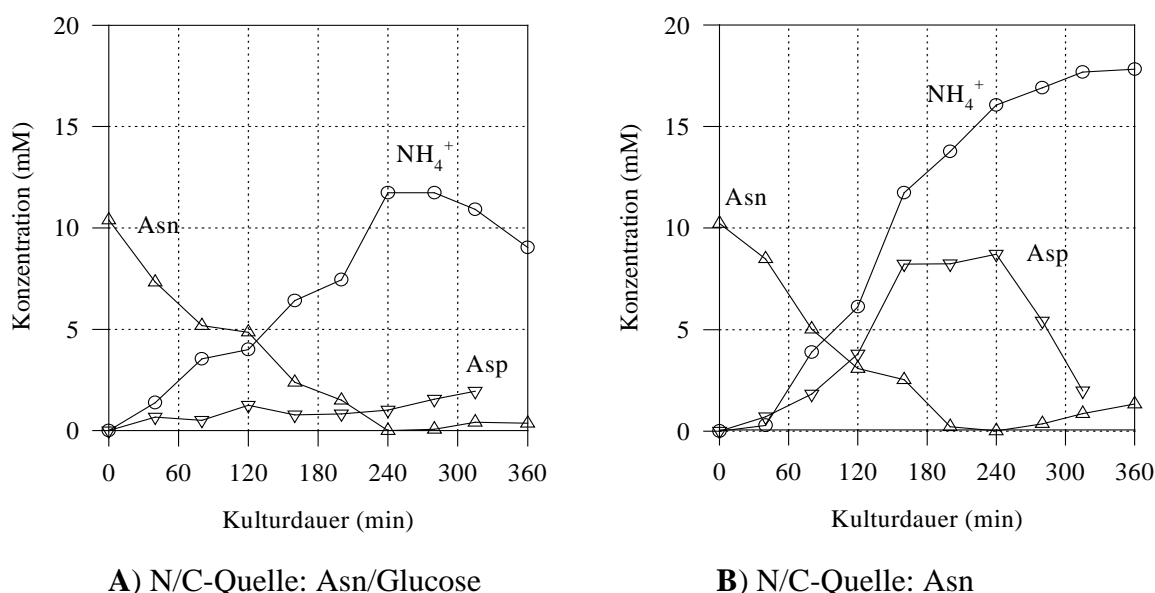 20
15
10
5
0
Konzentration (mM)
Asn
NH4+
Asp
0 60 120 180 240 300 360
Kulturdauer (min)
A) N/C-Quelle: Asn/Glucose
20
15
10
5
0
Konzentration (mM)
Asn
NH4+
Asp
0 60 120 180 240 300 360
Kulturdauer (min)
B) N/C-Quelle: Asn